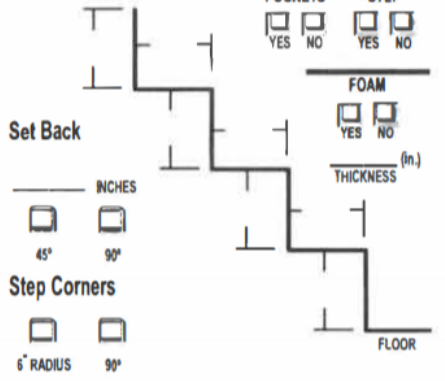 YES NO YES NO
FOAM
YES NO
Set Back
(in.)
THICKNESS
INCHES
45° 90°
Step Corners
FLOOR
6" RADIUS 90°